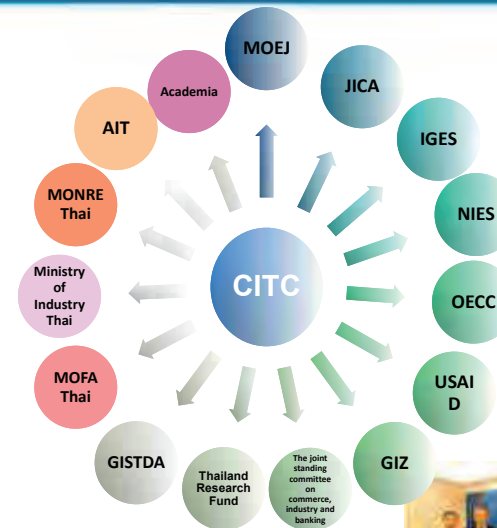 MOEJ
JICA
IGES
NIES
OECC
USAI
D
GIZ
The joint
standing
committee
on
commerce,
industry and
banking
Thailand
Research
Fund
GISTDA
MOFA
Thai
Ministry
of
Industry
Thai
MONRE
Thai
AIT
Academia
CITC